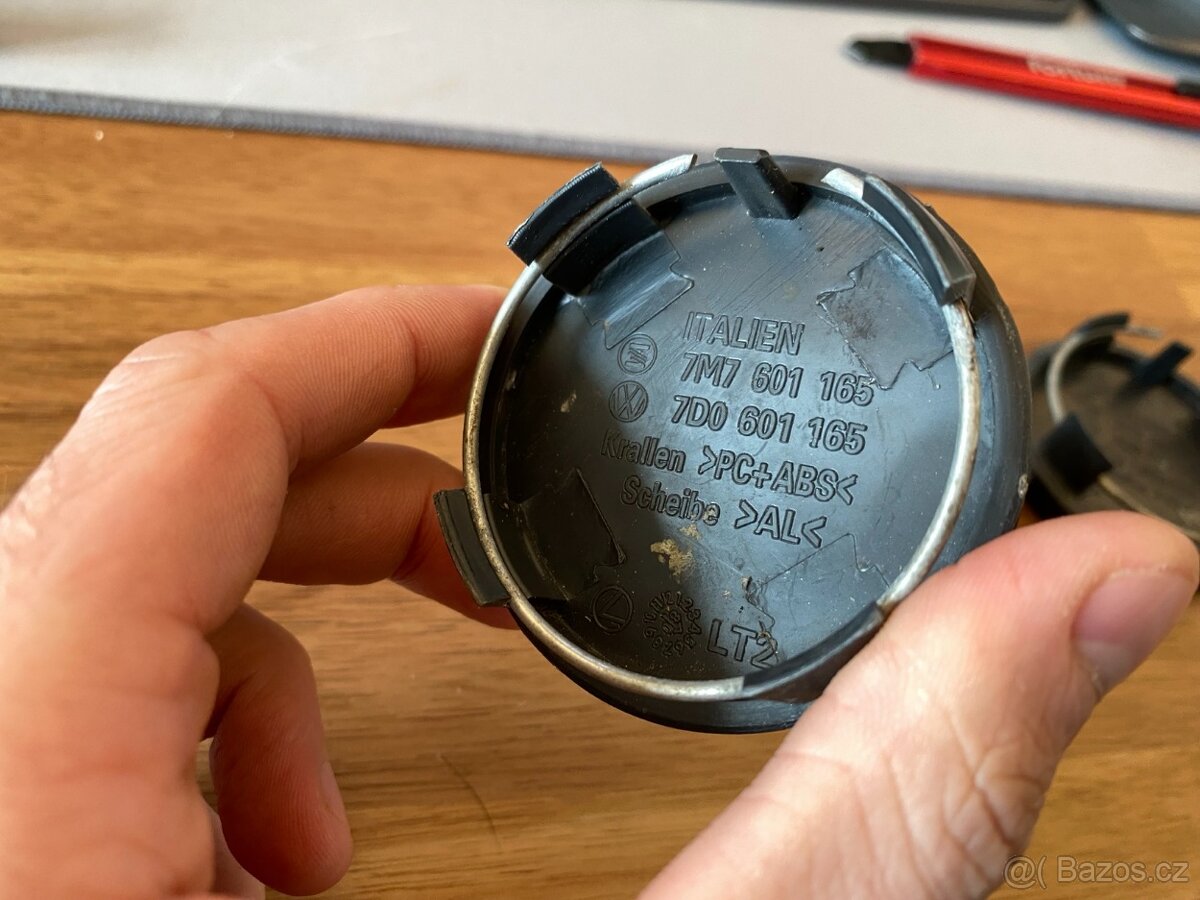 ITALIEN
7M7 601 165
7D0 601 165
Krallen >PC+ABS<
Scheibe >AL<
LT2
@( Bazos.cz